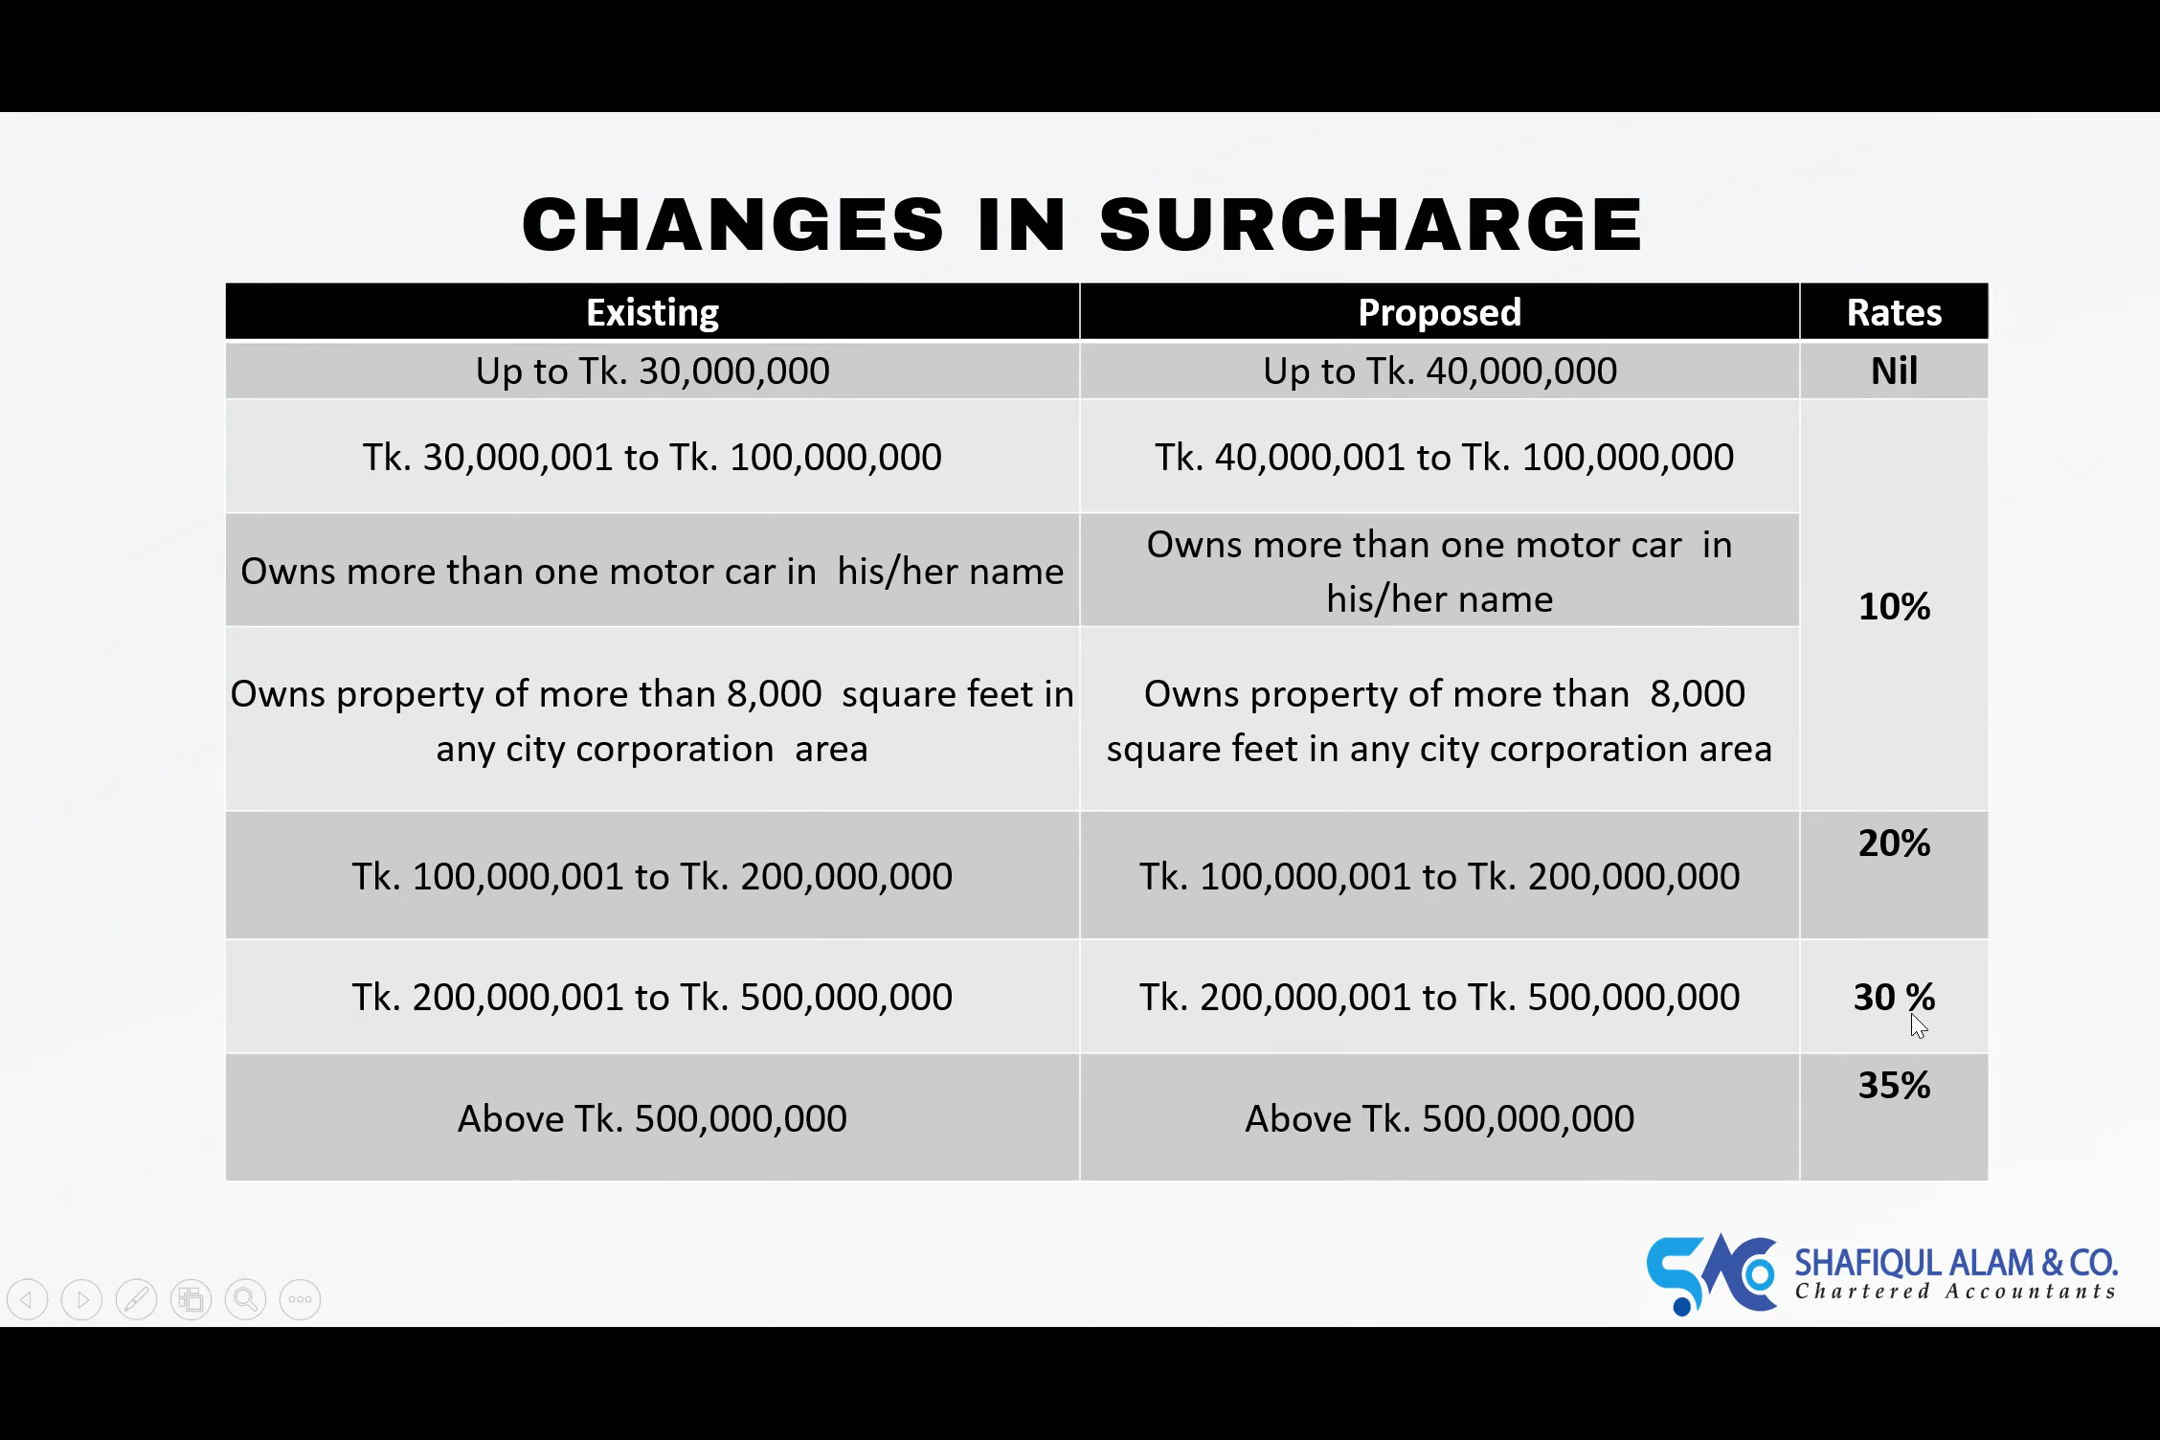 CHANGES IN SURCHARGE
Existing Proposed Rates
Up to Tk. 30,000,000 Up to Tk. 40,000,000 Nil
Tk. 30,000,001 to Tk. 100,000,000 Tk. 40,000,001 to Tk. 100,000,000
10%
Owns more than one motor car in his/her name
Owns more than one motor car in
his/her name
Owns property of more than 8,000 square feet in
any city corporation area
Owns property of more than 8,000
square feet in any city corporation area
Tk. 100,000,001 to Tk. 200,000,000 Tk. 100,000,001 to Tk. 200,000,000 20%
Tk. 200,000,001 to Tk. 500,000,000 Tk. 200,000,001 to Tk. 500,000,000 30 %
Above Tk. 500,000,000 Above Tk. 500,000,000 35%
SACO
SHAFIQUL ALAM & CO.
Chartered Accountants